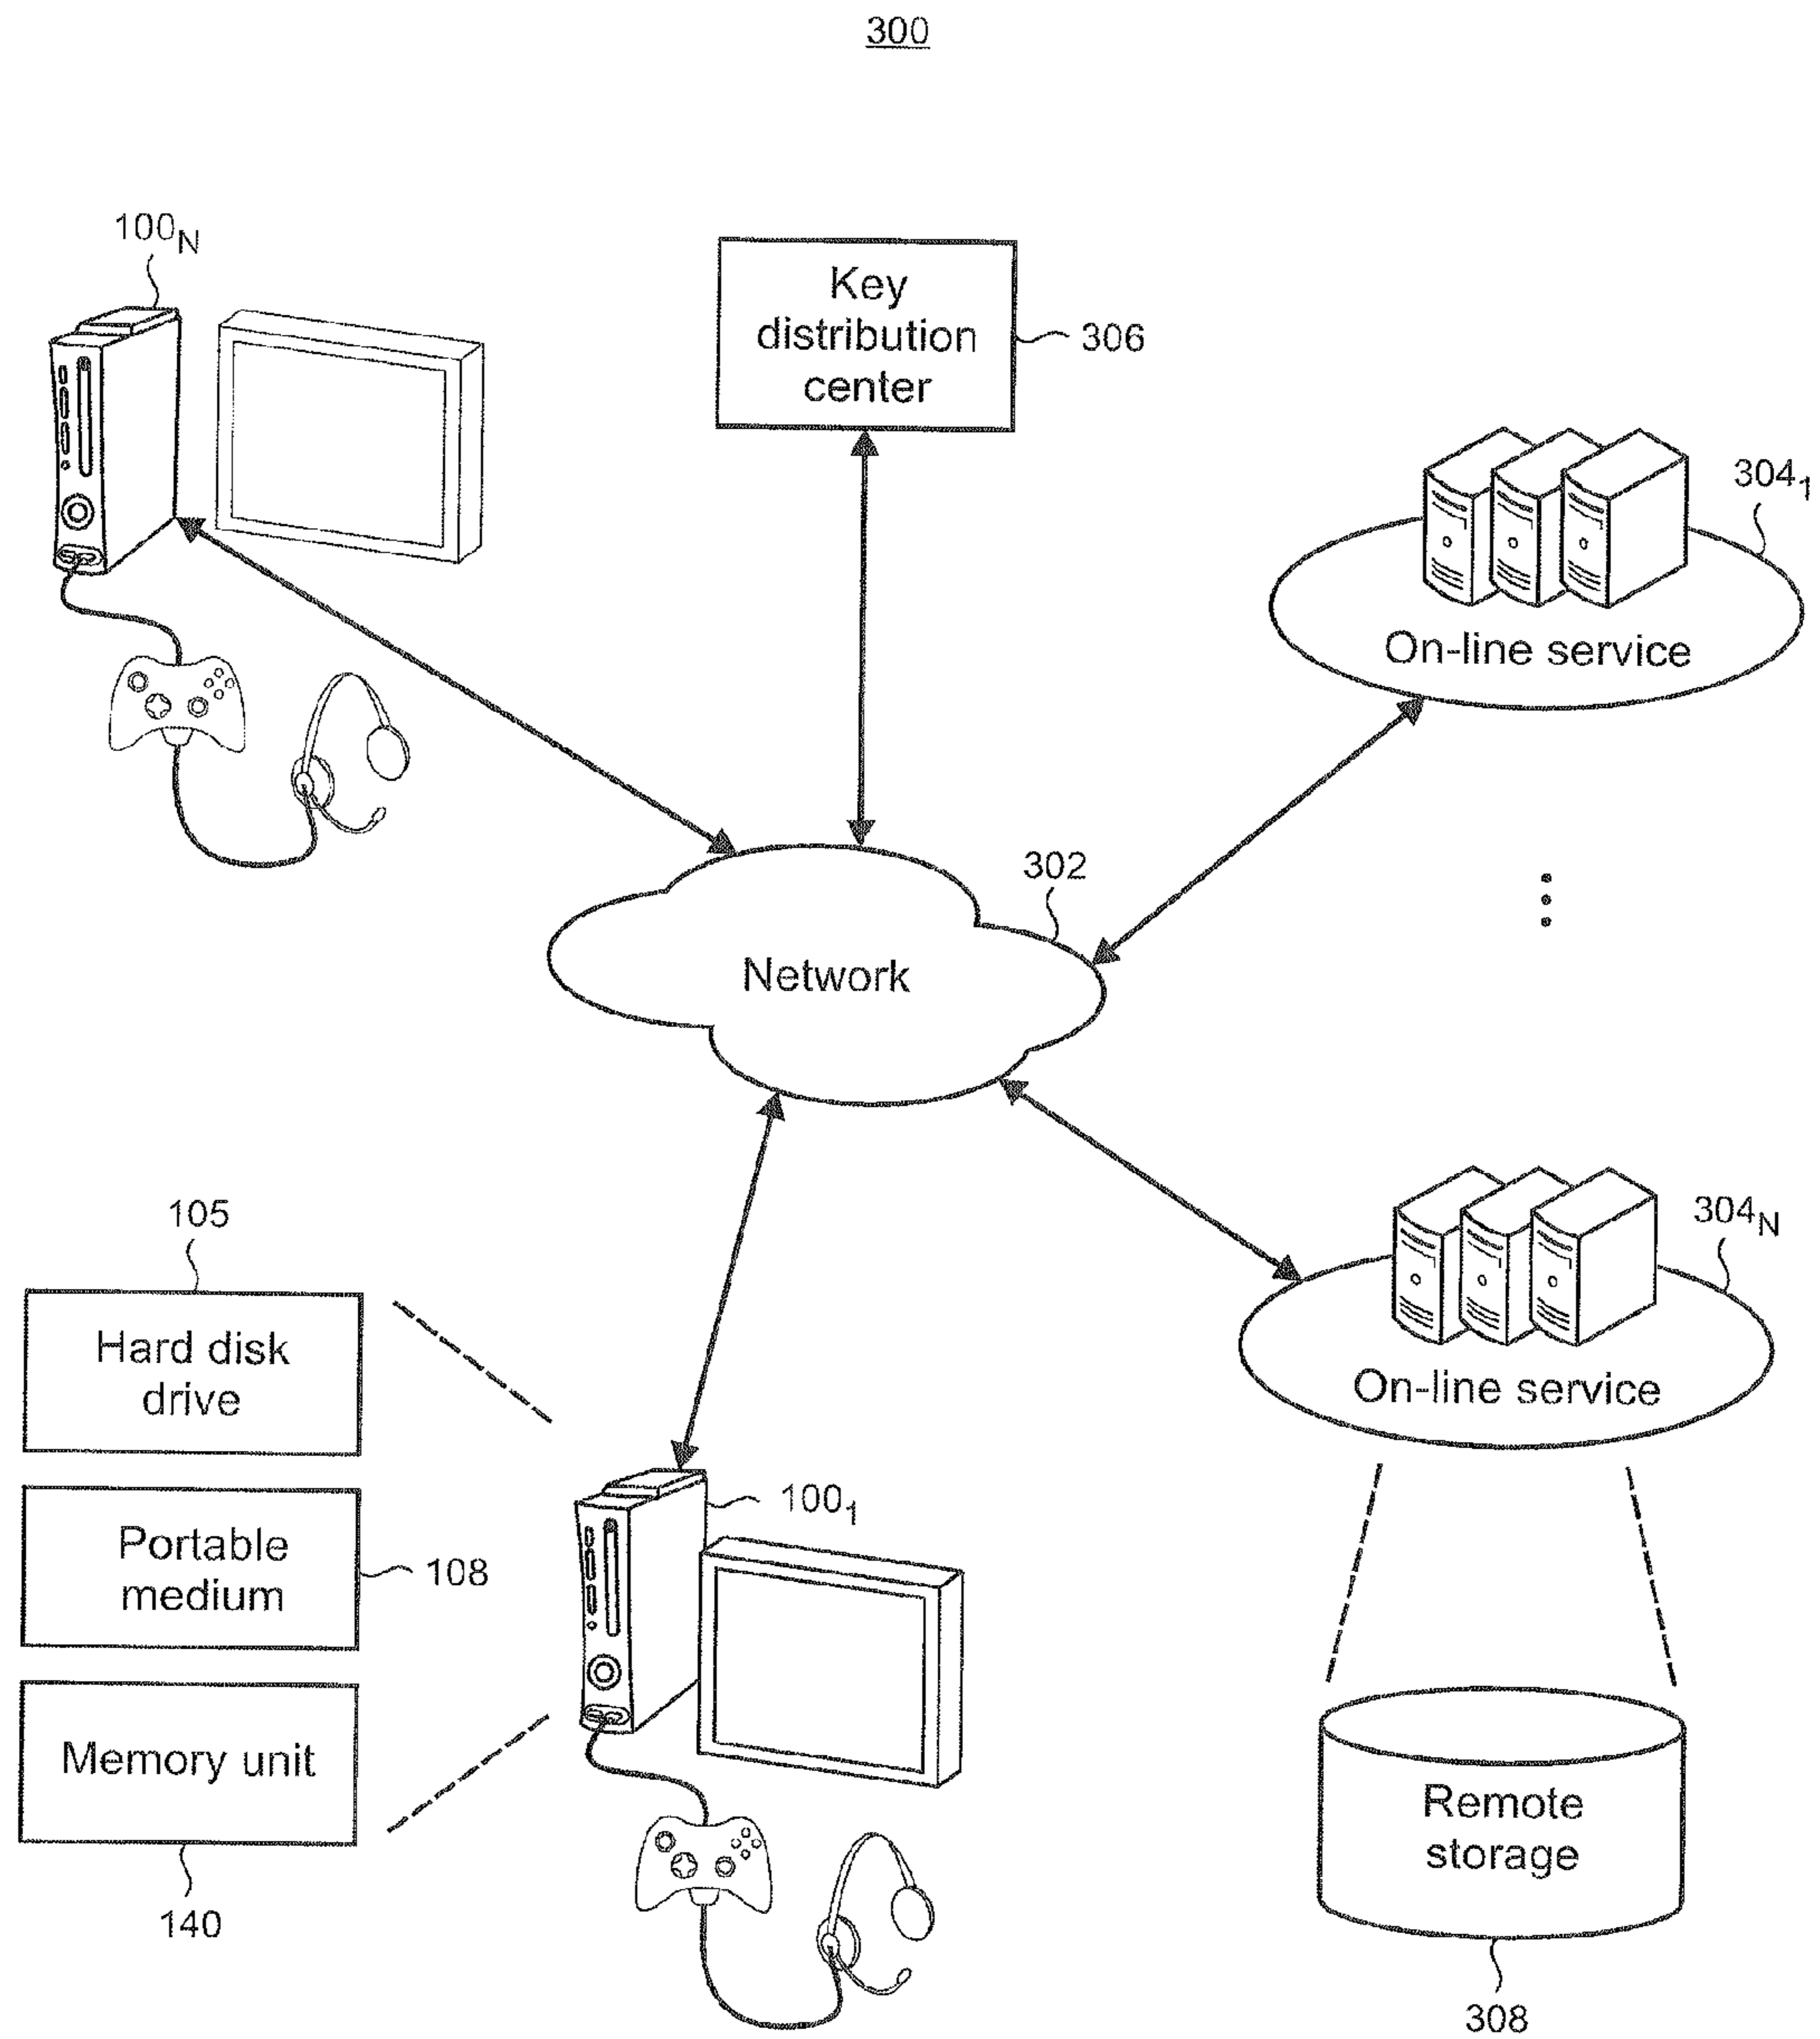 300
100N
Key
distribution
center
306
3041
On-line service
302
Network
304N
On-line service
105
Hard disk
drive
1001
Portable
medium
108
Memory unit
140
Remote
storage
308